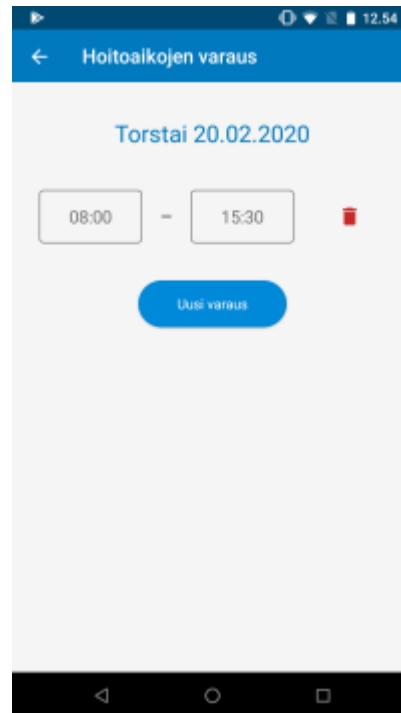 12.54
Hoitoaikojen varaus
Torstai 20.02.2020
08:00 – 15:30
Uusi varaus